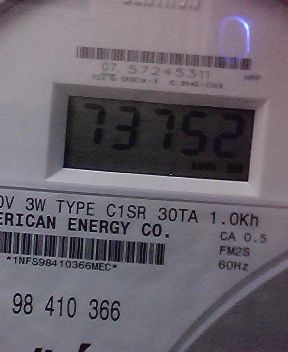 07 57245311
73752
kWh
0V 3W TYPE C1SR 30TA 1.0Kh
ERICAN ENERGY CO.
CA 0.5
FM2S
60Hz
*1NFS98410366MEC*
98 410 366